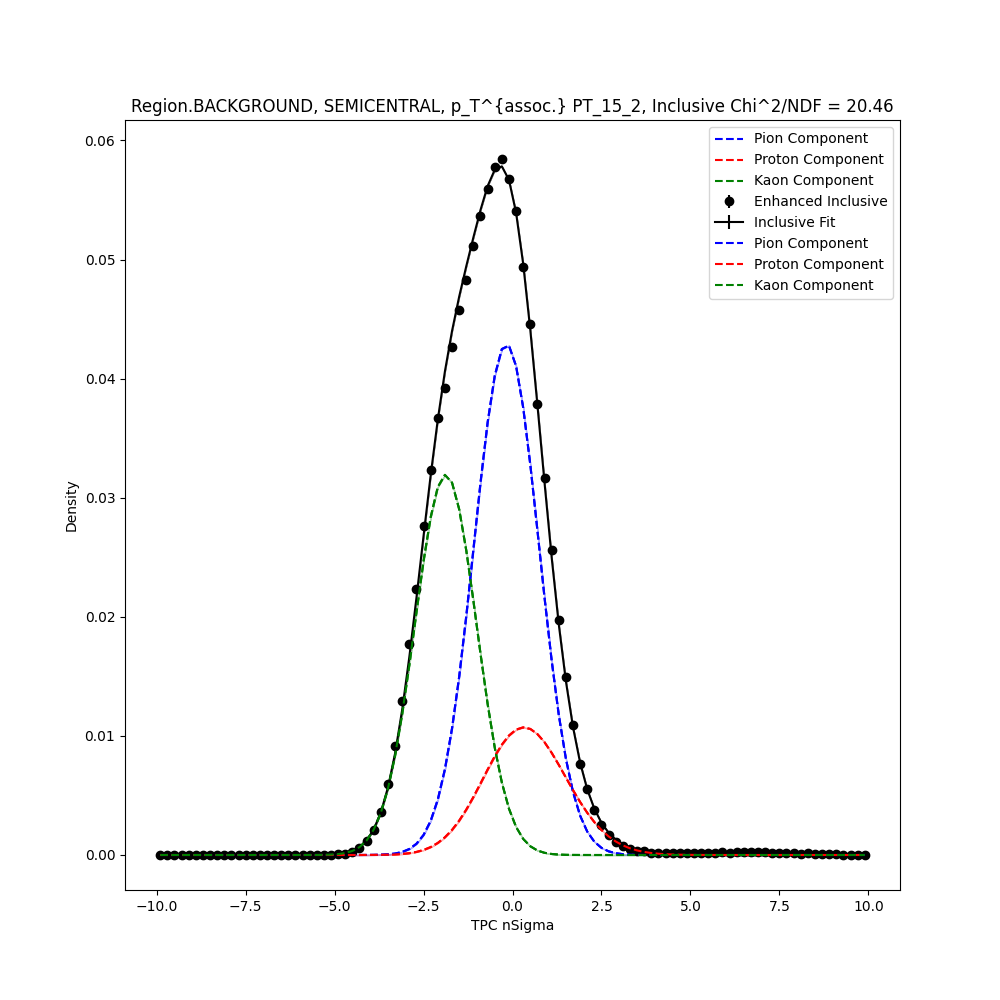 Region.BACKGROUND, SEMICENTRAL, p_T^{assoc.} PT_15_2, Inclusive Chi^2/NDF = 20.46
Pion Component
Proton Component
Kaon Component
Enhanced Inclusive
Inclusive Fit
Pion Component
Proton Component
Kaon Component
0.06
0.05
0.04
0.03
0.02
0.01
0.00
Density
−10.0 −7.5 −5.0 −2.5 0.0 2.5 5.0 7.5 10.0
TPC nSigma